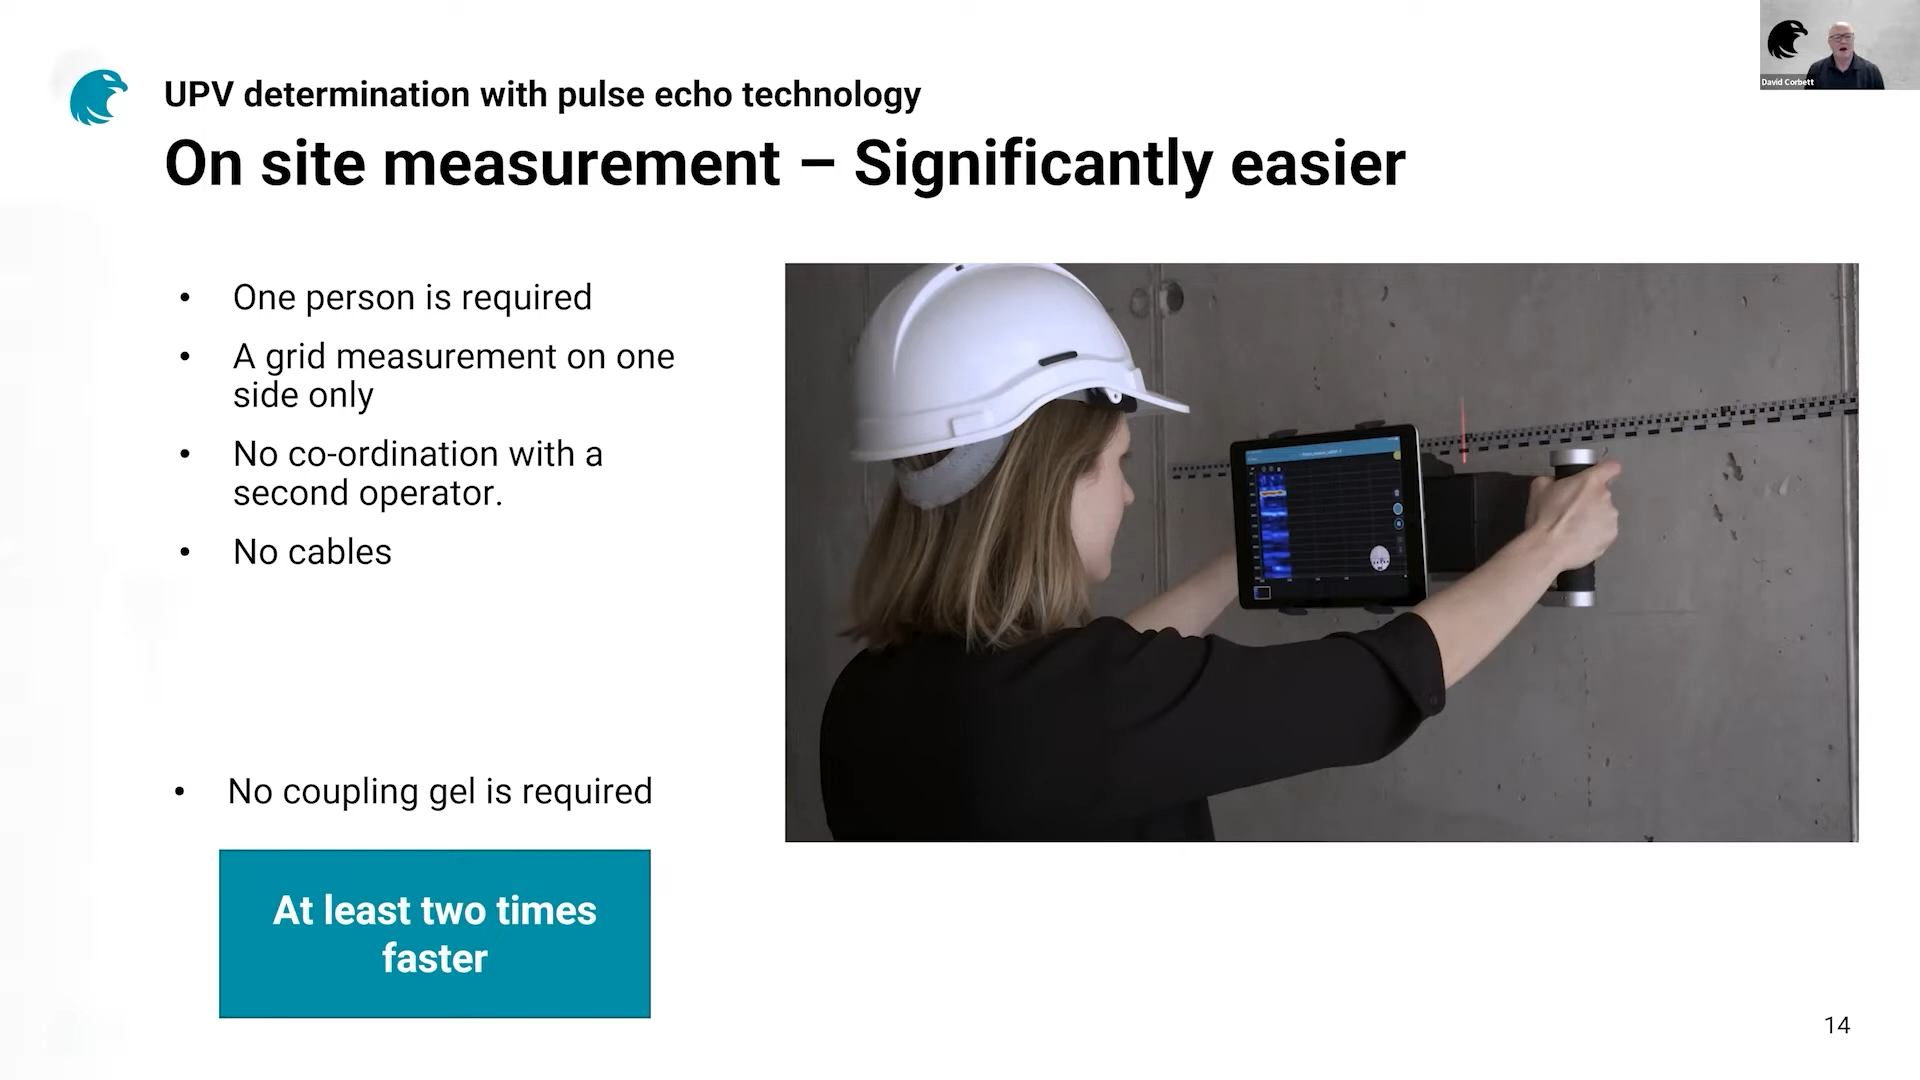 David Corbett
UPV determination with pulse echo technology
On site measurement – Significantly easier
• One person is required
• A grid measurement on one
side only
• No co-ordination with a
second operator.
• No cables
• No coupling gel is required
At least two times
faster
14